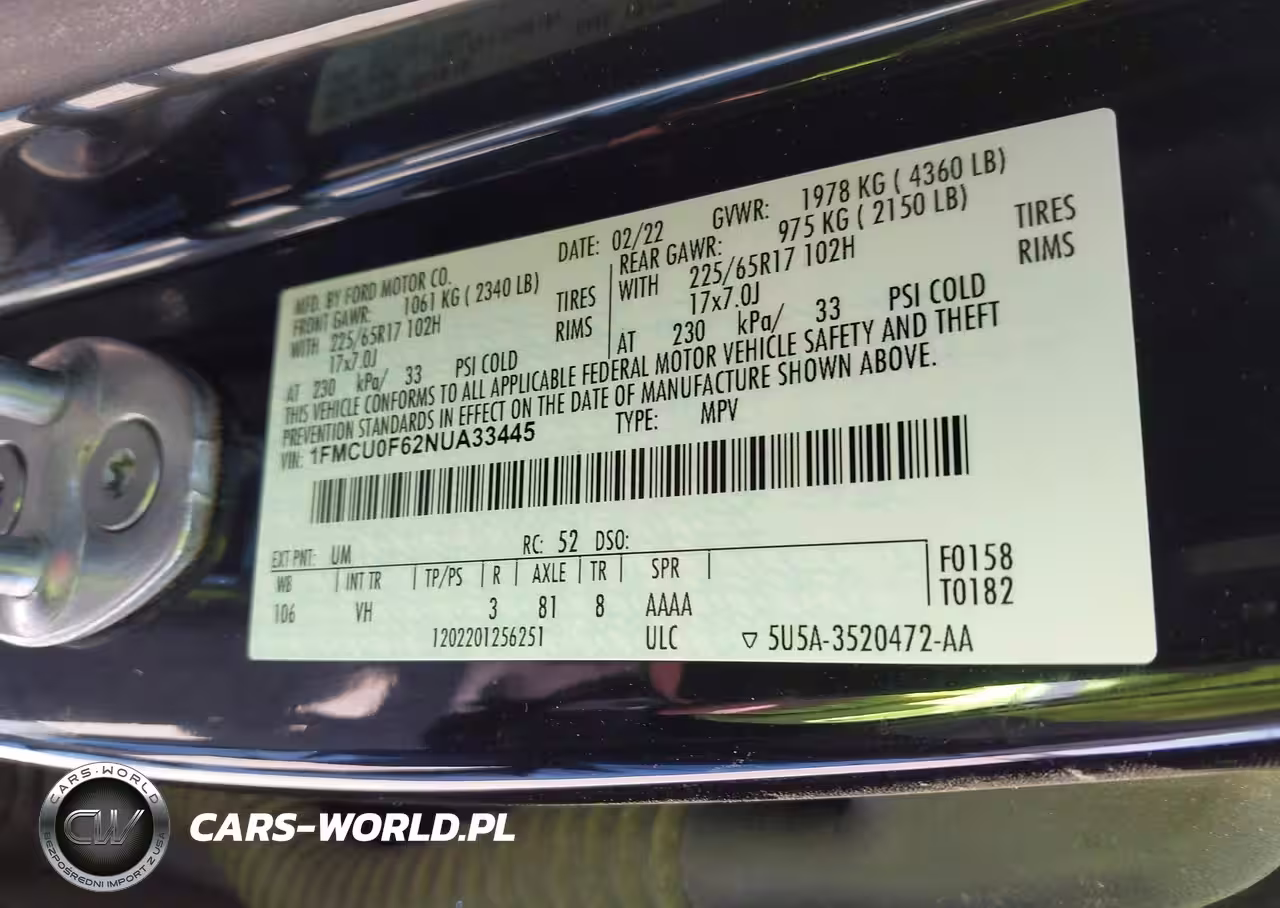 MFD. BY FORD MOTOR CO. DATE: 02/22 GVWR: 1978 KG ( 4360 LB)
FRONT GAWR: 1061 KG ( 2340 LB) REAR GAWR: 975 KG ( 2150 LB)
WITH 225/65R17 102H TIRES WITH 225/65R17 102H TIRES
17x7.0J RIMS 17x7.0J RIMS
AT 230 kPa/ 33 PSI COLD AT 230 kPa/ 33 PSI COLD
THIS VEHICLE CONFORMS TO ALL APPLICABLE FEDERAL MOTOR VEHICLE SAFETY AND THEFT
PREVENTION STANDARDS IN EFFECT ON THE DATE OF MANUFACTURE SHOWN ABOVE.
VIN: 1FMCU0F62NUA33445 TYPE: MPV
EXT PNT: UM RC: 52 DSO:
WB INT TR TP/PS R AXLE TR SPR F0158
106 VH 3 81 8 AAAA T0182
1202201256251 ULC ▽ 5U5A-3520472-AA
CARS-WORLD
CW
BEZPOŚREDNI IMPORT Z USA
CARS-WORLD.PL